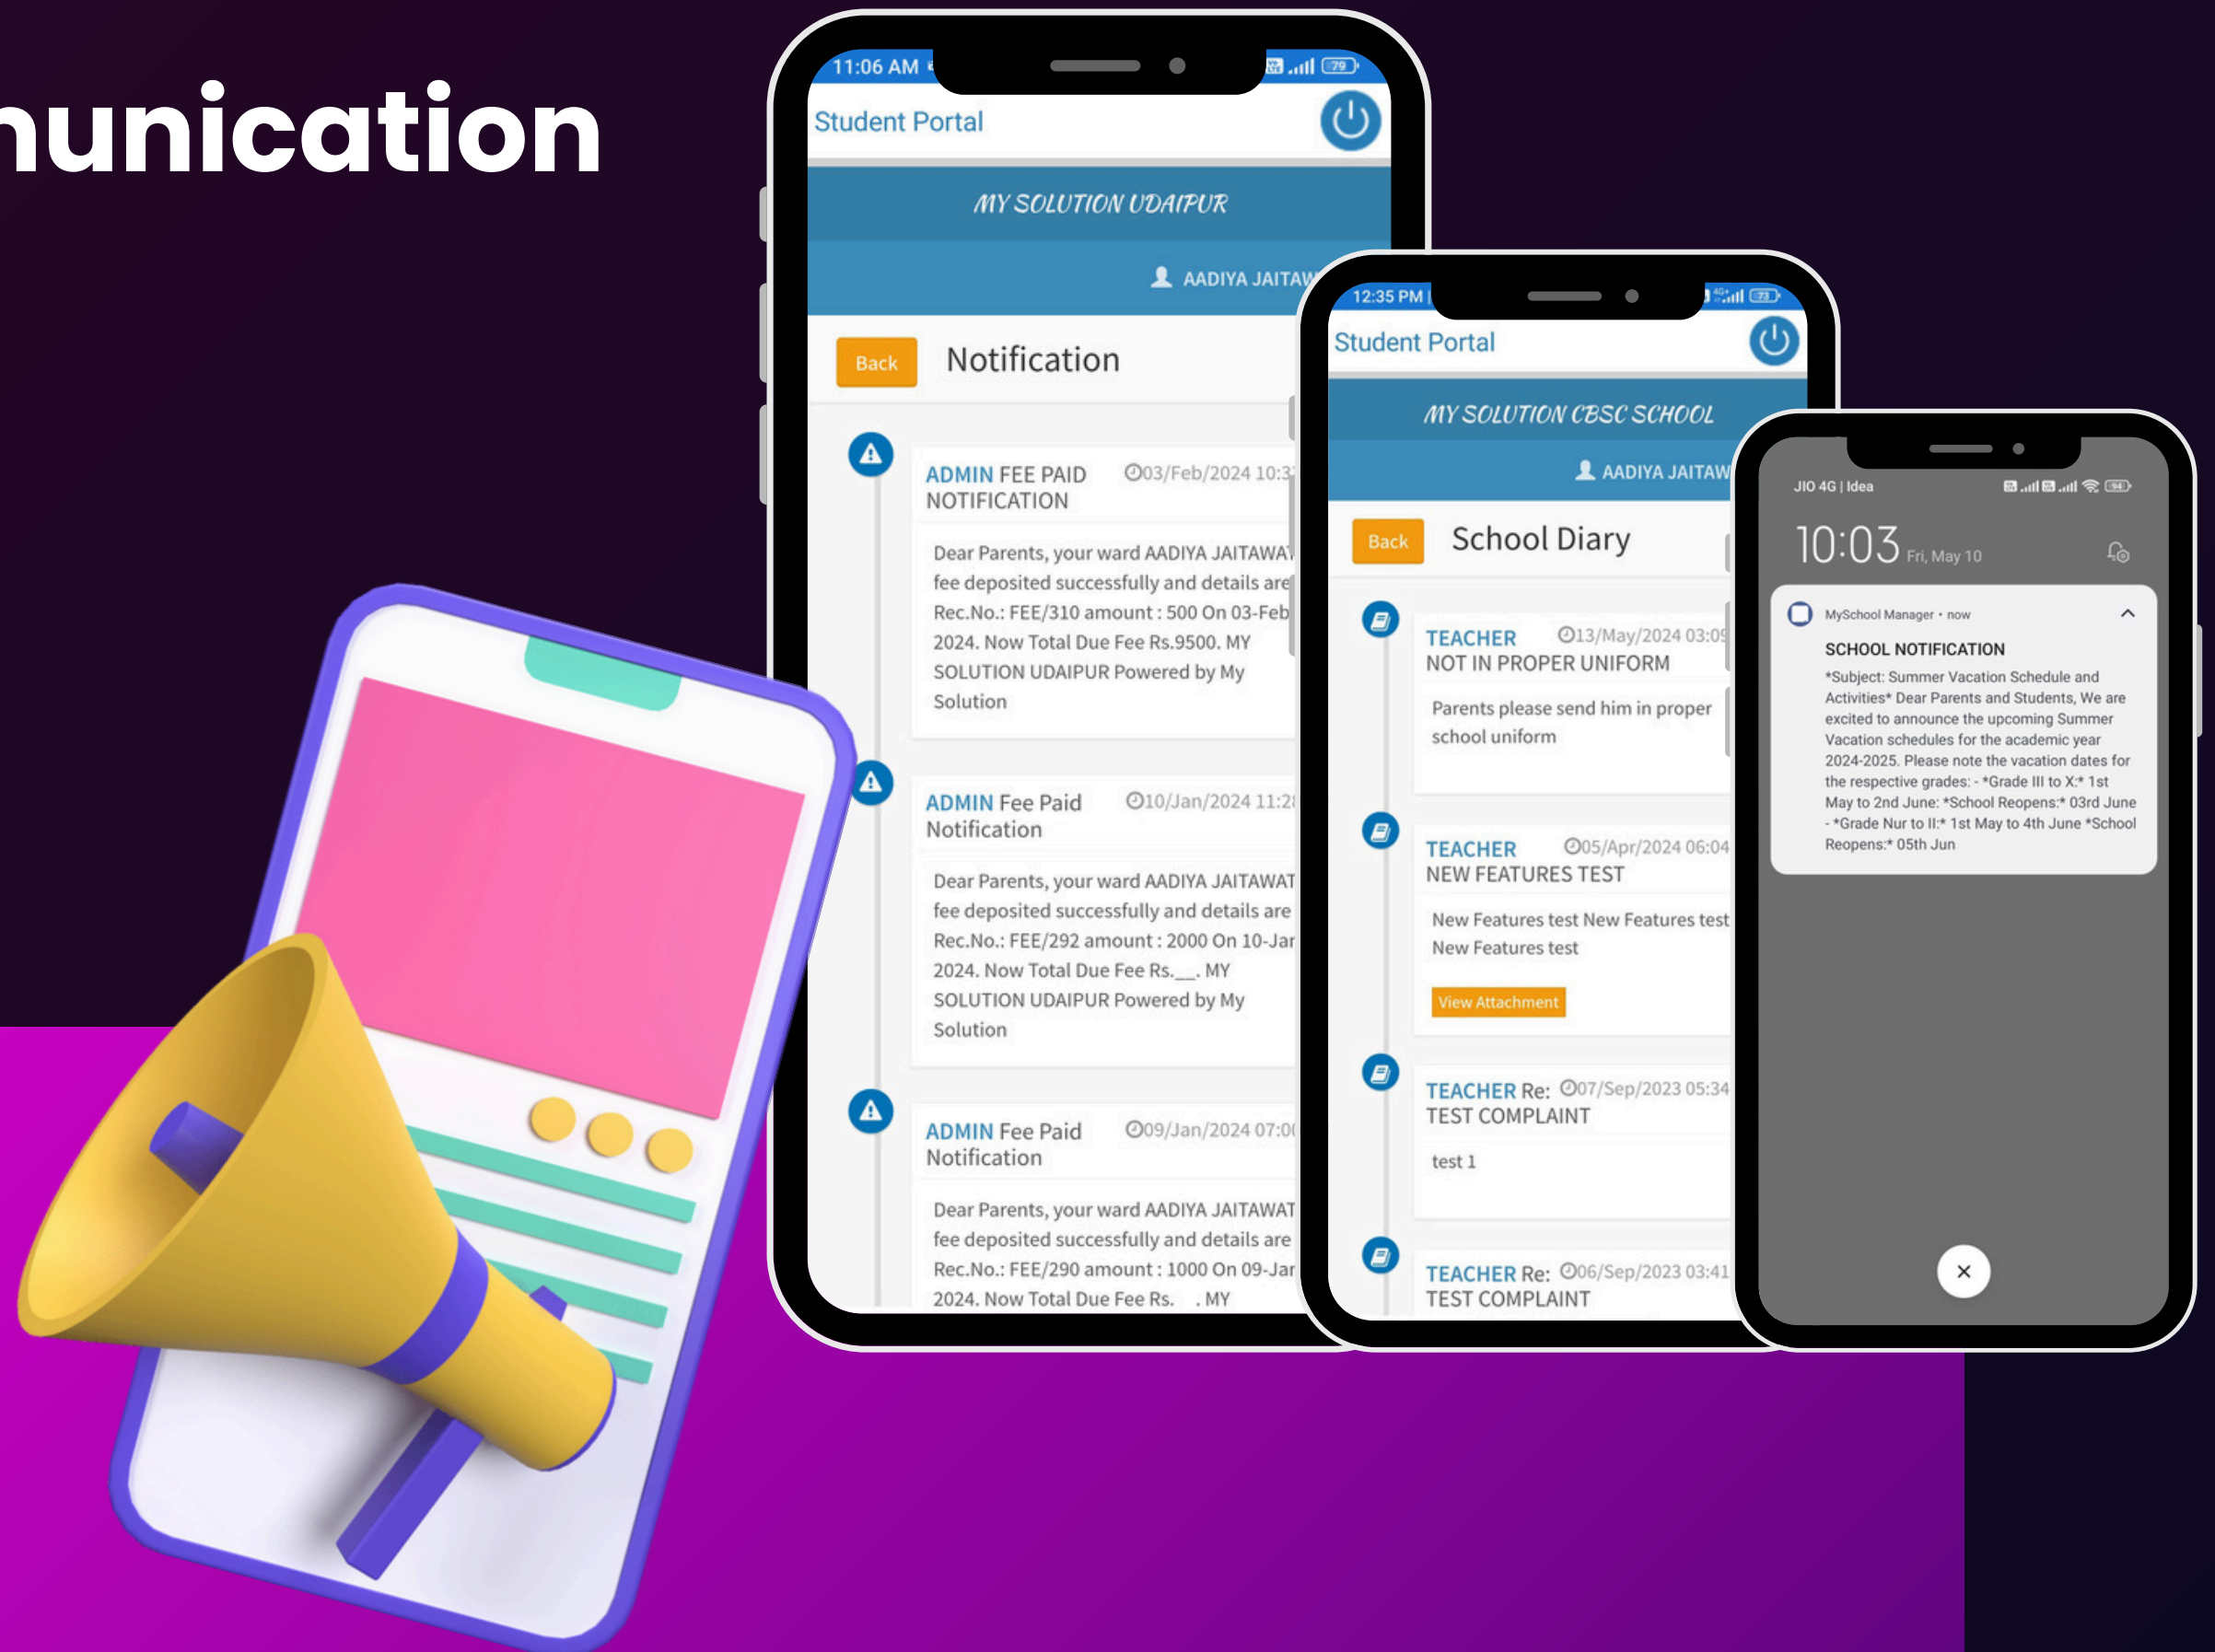 munication
11:06 AM
79
Student Portal
MY SOLUTION UDAIPUR
AADIYA JAITAW
Back
Notification
ADMIN FEE PAID 03/Feb/2024 10:3
NOTIFICATION
Dear Parents, your ward AADIYA JAITAWAT
fee deposited successfully and details are
Rec.No.: FEE/310 amount : 500 On 03-Feb
2024. Now Total Due Fee Rs.9500. MY
SOLUTION UDAIPUR Powered by My
Solution
ADMIN Fee Paid 10/Jan/2024 11:28
Notification
Dear Parents, your ward AADIYA JAITAWAT
fee deposited successfully and details are
Rec.No.: FEE/292 amount : 2000 On 10-Jan
2024. Now Total Due Fee Rs.__. MY
SOLUTION UDAIPUR Powered by My
Solution
ADMIN Fee Paid 09/Jan/2024 07:00
Notification
Dear Parents, your ward AADIYA JAITAWAT
fee deposited successfully and details are
Rec.No.: FEE/290 amount : 1000 On 09-Jan
2024. Now Total Due Fee Rs. . MY
12:35 PM
4G+
73
Student Portal
MY SOLUTION CBSC SCHOOL
AADIYA JAITAW
Back
School Diary
TEACHER 13/May/2024 03:09
NOT IN PROPER UNIFORM
Parents please send him in proper
school uniform
TEACHER 05/Apr/2024 06:04
NEW FEATURES TEST
New Features test New Features test
New Features test
View Attachment
TEACHER Re: 07/Sep/2023 05:34
TEST COMPLAINT
test 1
TEACHER Re: 06/Sep/2023 03:41
TEST COMPLAINT
JIO 4G | Idea
94
10:03 Fri, May 10
MySchool Manager • now
SCHOOL NOTIFICATION
*Subject: Summer Vacation Schedule and
Activities* Dear Parents and Students, We are
excited to announce the upcoming Summer
Vacation schedules for the academic year
2024-2025. Please note the vacation dates for
the respective grades: - *Grade III to X:* 1st
May to 2nd June: *School Reopens:* 03rd June
- *Grade Nur to II:* 1st May to 4th June *School
Reopens:* 05th Jun